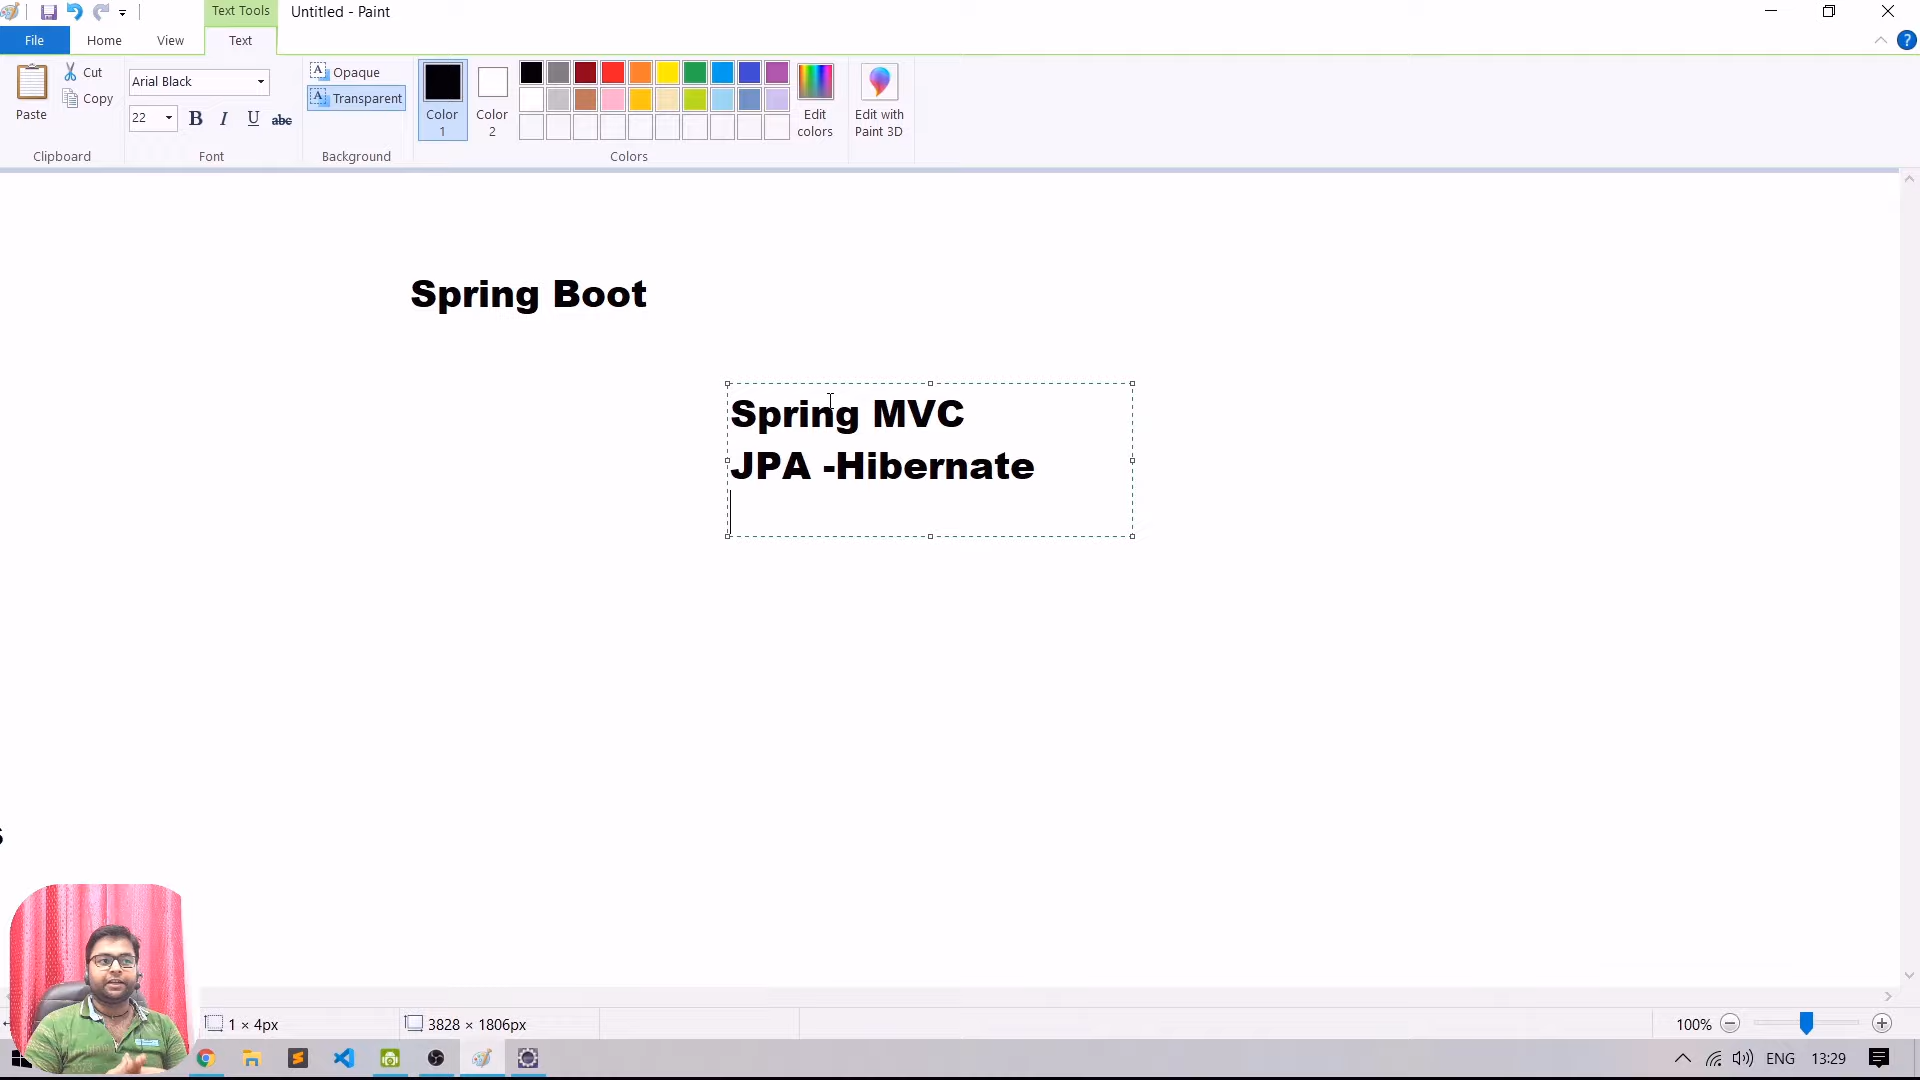 Text Tools
Untitled - Paint
File
Home
View
Text
Paste
Cut
Copy
Clipboard
Arial Black
22
B I U abc
Font
Opaque
Transparent
Background
Color 1
Color 2
Edit colors
Colors
Edit with Paint 3D
?
Spring Boot
Spring MVC
JPA -Hibernate
s
1 × 4px
3828 × 1806px
100%
ENG
13:29